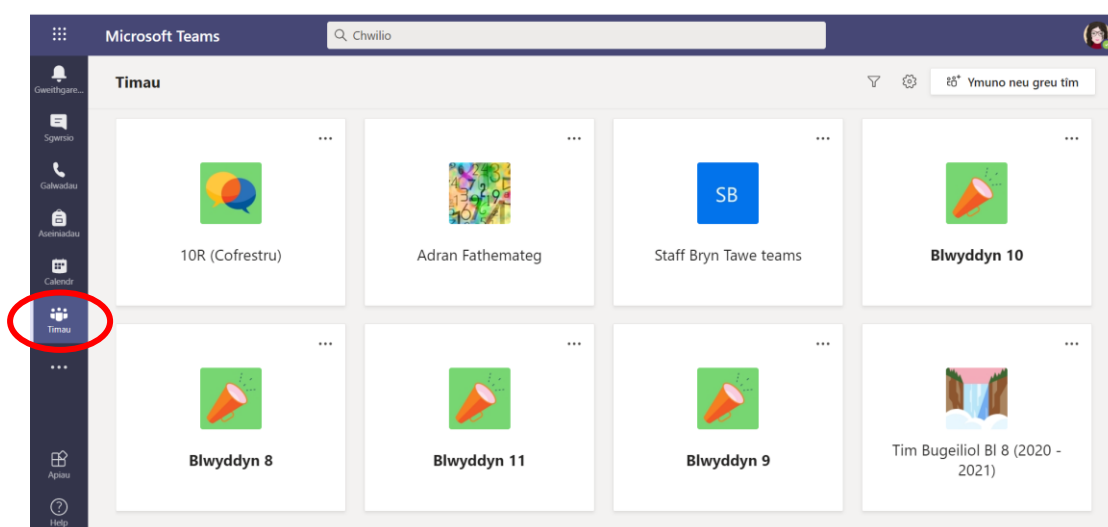 Microsoft Teams
Chwilio
Gweithgare...
Timau
Ymuno neu greu tîm
Sgwrsio
Galwadau
Aseiniadau
Calendr
Timau
Apiau
Help
10R (Cofrestru)
Adran Fathemateg
SB
Staff Bryn Tawe teams
Blwyddyn 10
Blwyddyn 8
Blwyddyn 11
Blwyddyn 9
Tim Bugeiliol Bl 8 (2020 -
2021)